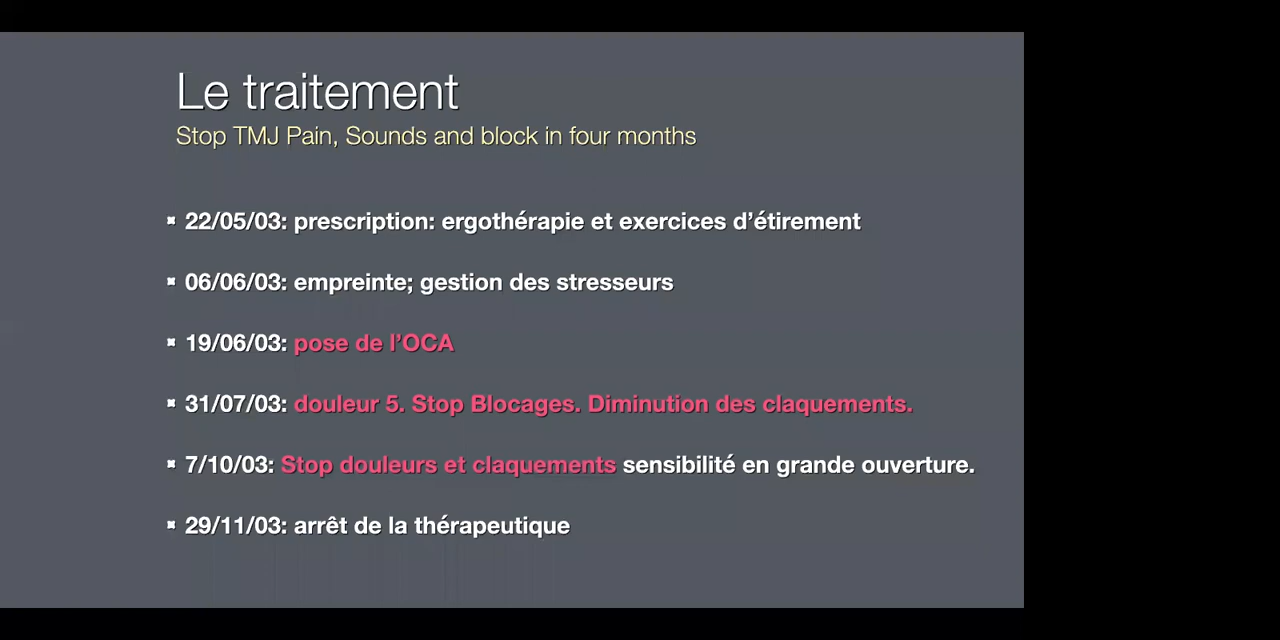 Le traitement
Stop TMJ Pain, Sounds and block in four months
22/05/03: prescription: ergothérapie et exercices d’étirement
06/06/03: empreinte; gestion des stresseurs
19/06/03: pose de l’OCA
31/07/03: douleur 5. Stop Blocages. Diminution des claquements.
7/10/03: Stop douleurs et claquements sensibilité en grande ouverture.
29/11/03: arrêt de la thérapeutique